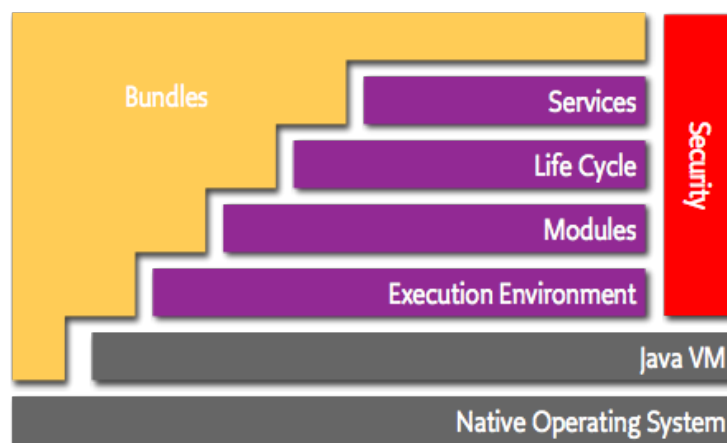 Bundles
Services
Life Cycle
Modules
Execution Environment
Security
Java VM
Native Operating System